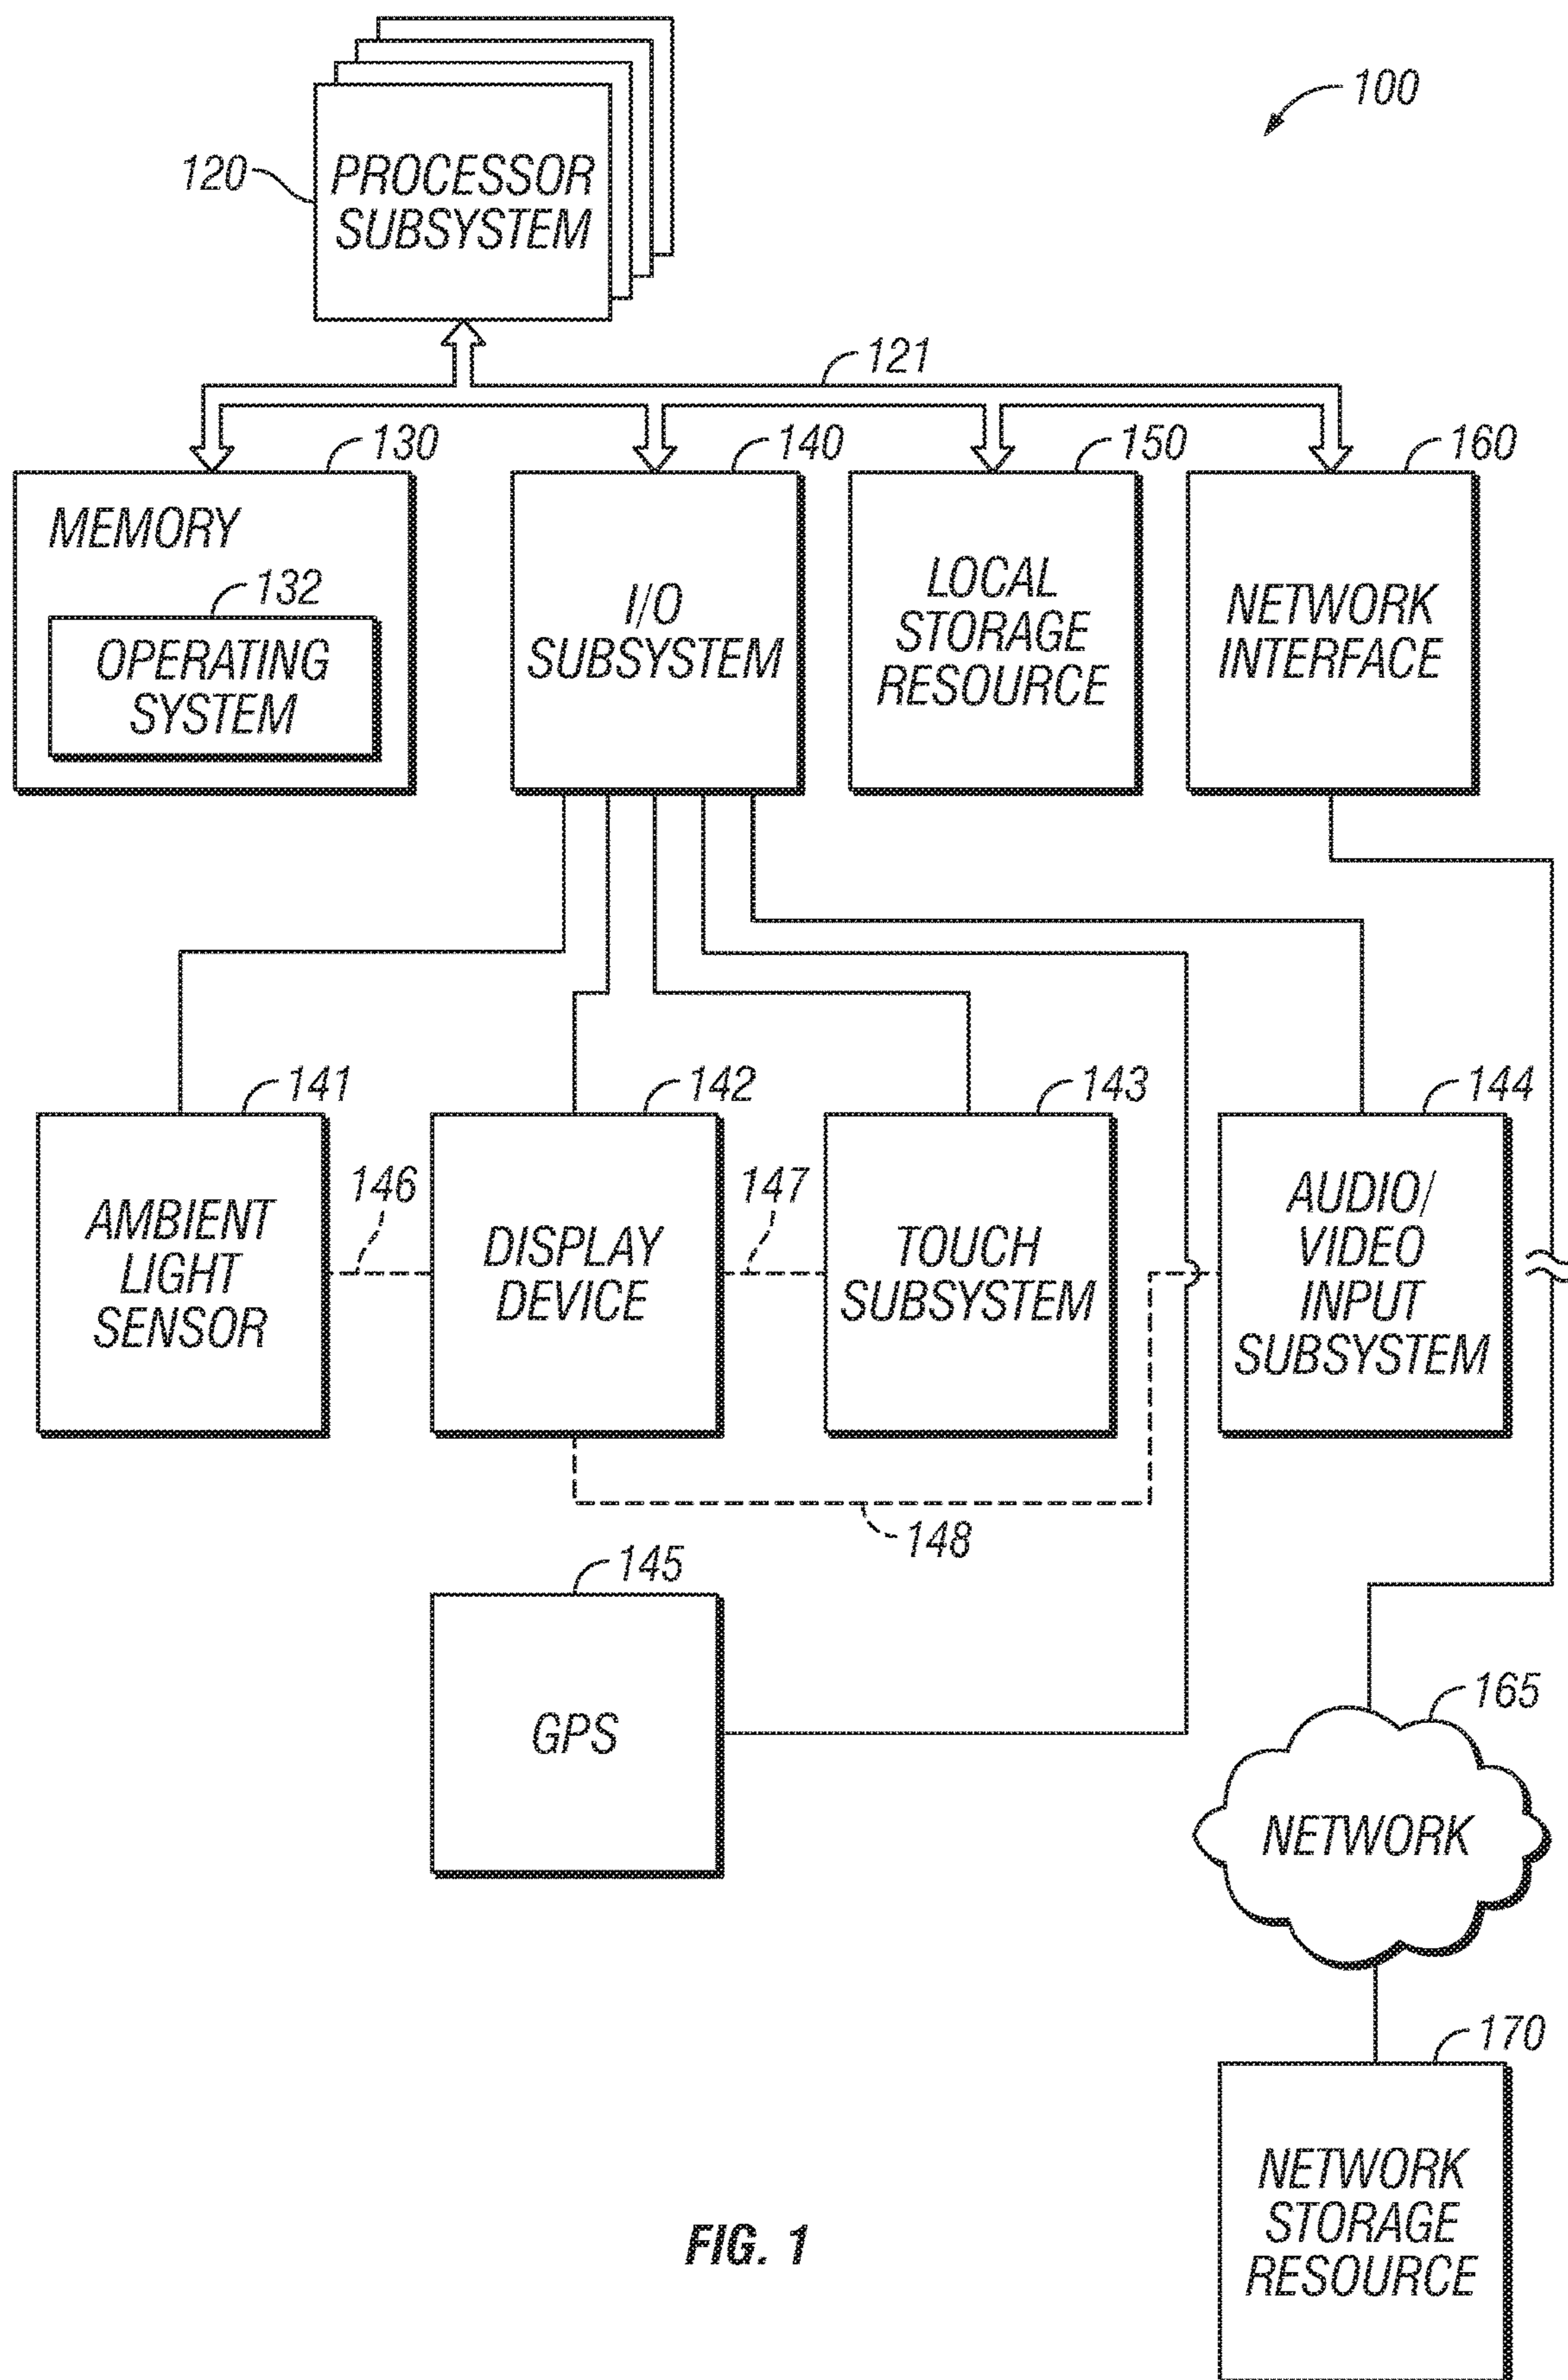 100
120
PROCESSOR
SUBSYSTEM
121
130
140
150
160
MEMORY
132
OPERATING
SYSTEM
I/O
SUBSYSTEM
LOCAL
STORAGE
RESOURCE
NETWORK
INTERFACE
141
142
143
144
AMBIENT
LIGHT
SENSOR
146
DISPLAY
DEVICE
147
TOUCH
SUBSYSTEM
AUDIO/
VIDEO
INPUT
SUBSYSTEM
148
145
GPS
165
NETWORK
170
NETWORK
STORAGE
RESOURCE
FIG. 1